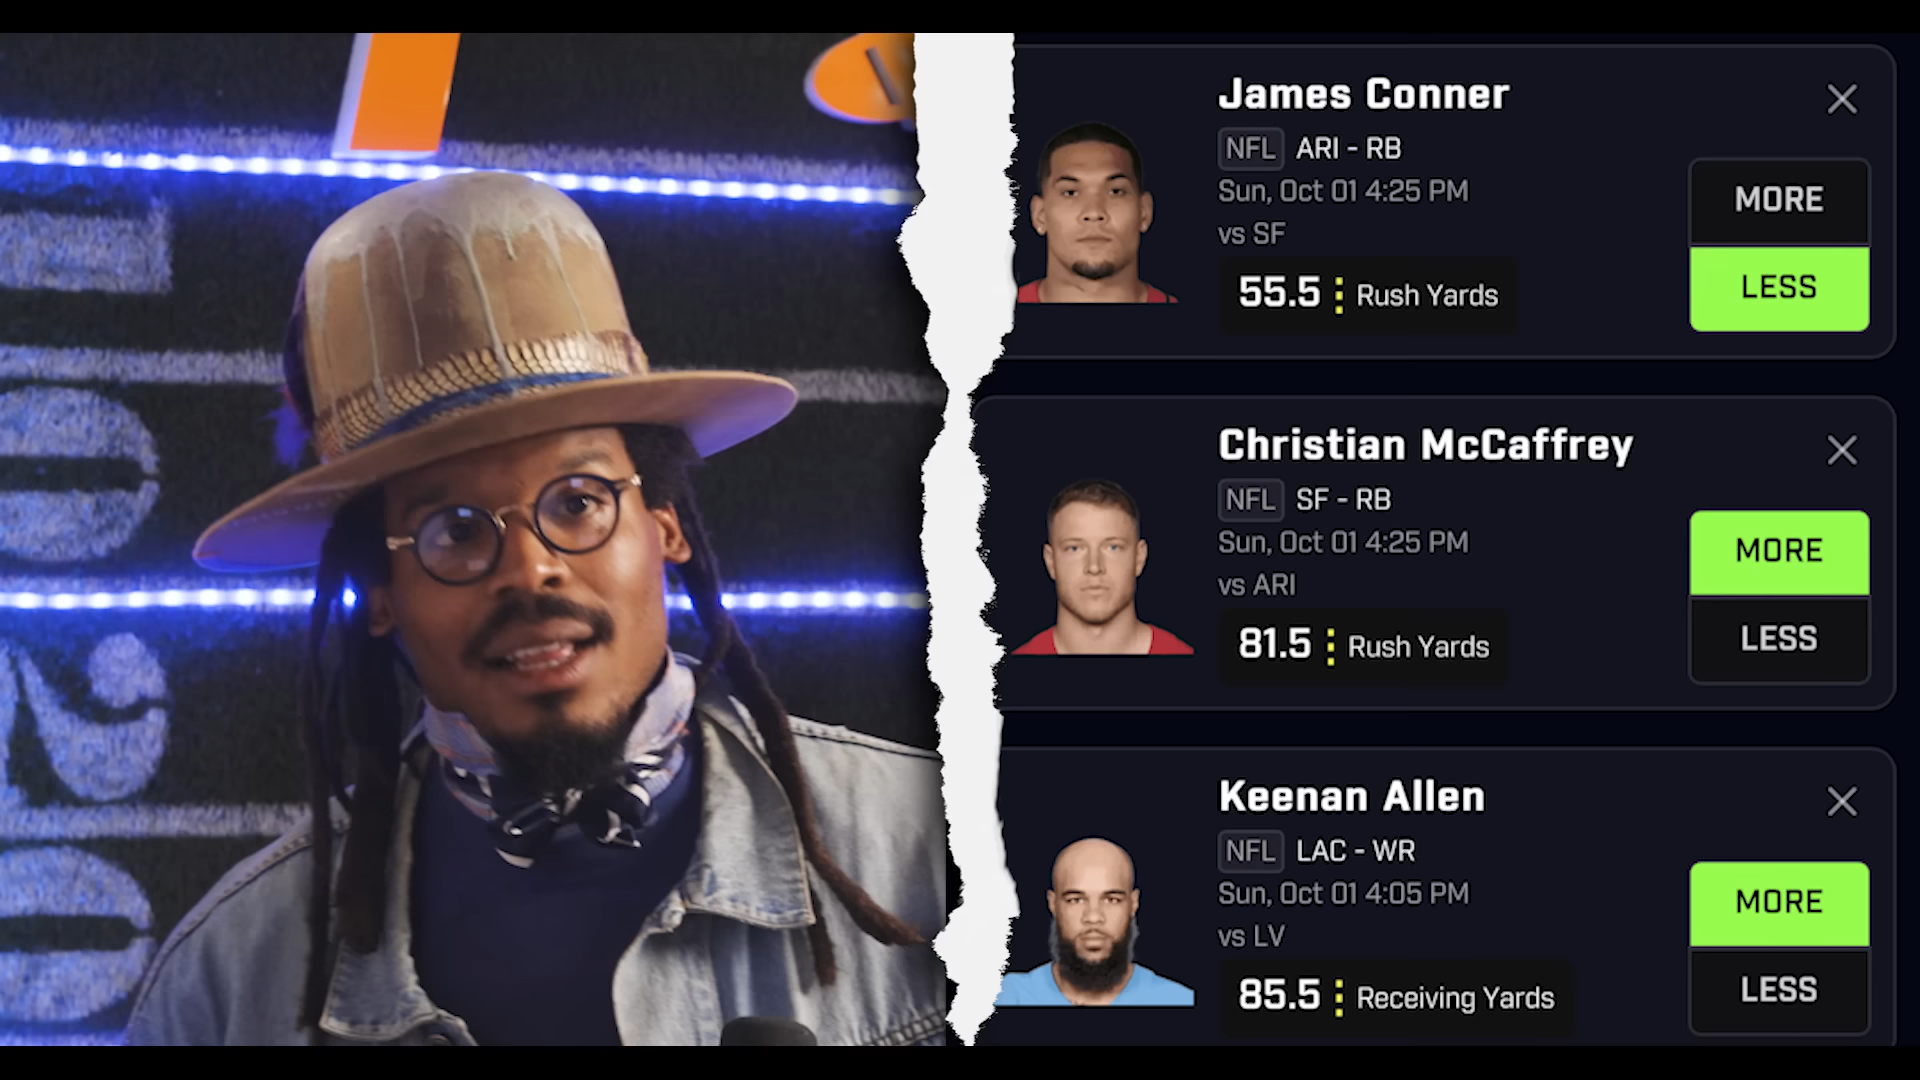 James Conner
NFL ARI - RB
Sun, Oct 01 4:25 PM
vs SF
55.5 Rush Yards
MORE
LESS
Christian McCaffrey
NFL SF - RB
Sun, Oct 01 4:25 PM
vs ARI
81.5 Rush Yards
MORE
LESS
Keenan Allen
NFL LAC - WR
Sun, Oct 01 4:05 PM
vs LV
85.5 Receiving Yards
MORE
LESS